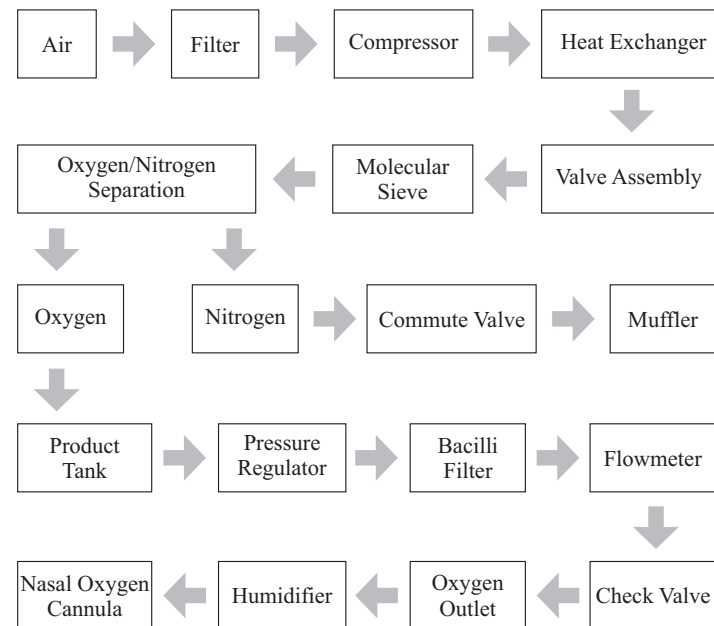 Air
Filter
Compressor
Heat Exchanger
Oxygen/Nitrogen
Separation
Molecular
Sieve
Valve Assembly
Oxygen
Nitrogen
Commute Valve
Muffler
Product
Tank
Pressure
Regulator
Bacilli
Filter
Flowmeter
Nasal Oxygen
Cannula
Humidifier
Oxygen
Outlet
Check Valve